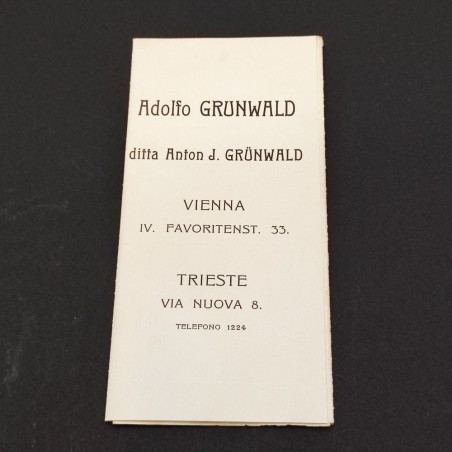 Adolfo GRUNWALD
ditta Anton J. GRÜNWALD
VIENNA
IV. FAVORITENST. 33.
TRIESTE
VIA NUOVA 8.
TELEFONO 1224